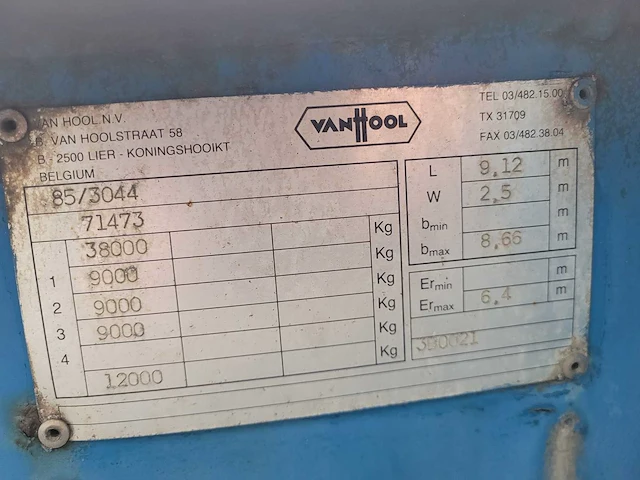 VAN HOOL N.V.
B. VAN HOOLSTRAAT 58
B - 2500 LIER - KONINGSHOOIKT
BELGIUM
VANHOOL
TEL 03/482.15.00
TX 31709
FAX 03/482.38.04
85/3044
71473
38000 Kg
1 9000 Kg
2 9000 Kg
3 9000 Kg
4 Kg
12000 Kg
L 9,12 m
W 2,5 m
bmin m
bmax 8,66 m
Ermin m
Ermax 6,4 m